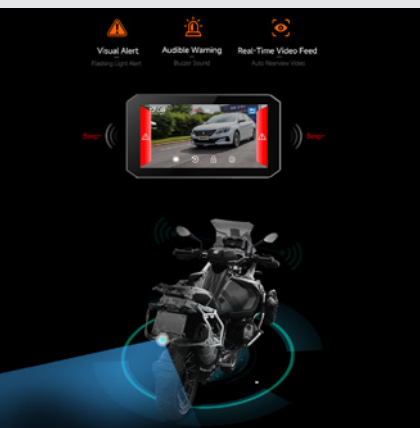 Visual Alert
Flashing Light Alert
Audible Warning
Buzzer Sound
Real-Time Video Feed
Auto Rearview Video
Beep~
Beep~